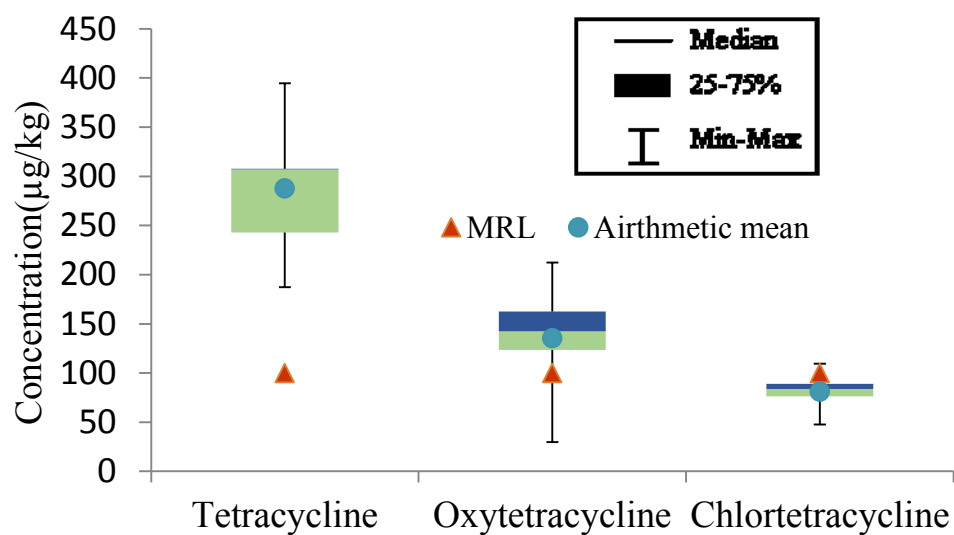 450
400
350
300
250
200
150
100
50
0
Concentration(µg/kg)
Median
25-75%
Min-Max
MRL
Airthmetic mean
Tetracycline
Oxytetracycline
Chlortetracycline